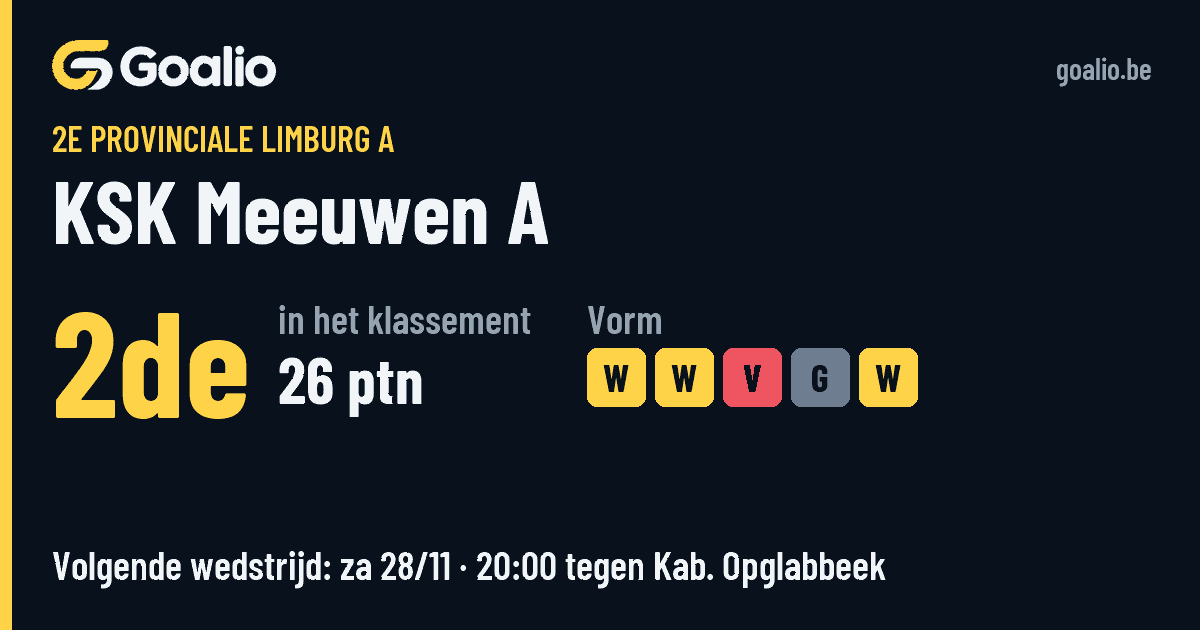 Goalio
goalio.be
2E PROVINCIALE LIMBURG A
KSK Meeuwen A
2de
in het klassement
26 ptn
Vorm
W W V G W
Volgende wedstrijd: za 28/11 · 20:00 tegen Kab. Opglabbeek